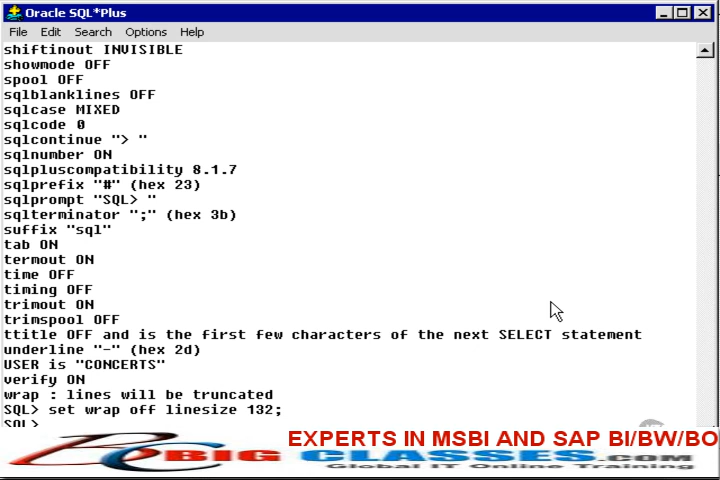 Oracle SQL*Plus
File Edit Search Options Help
shiftinout INVISIBLE
showmode OFF
spool OFF
sqlblanklines OFF
sqlcase MIXED
sqlcode 0
sqlcontinue "> "
sqlnumber ON
sqlpluscompatibility 8.1.7
sqlprefix "#" (hex 23)
sqlprompt "SQL> "
sqlterminator ";" (hex 3b)
suffix "sql"
tab ON
termout ON
time OFF
timing OFF
trimout ON
trimspool OFF
ttitle OFF and is the first few characters of the next SELECT statement
underline "-" (hex 2d)
USER is "CONCERTS"
verify ON
wrap : lines will be truncated
SQL> set wrap off linesize 132;
SQL>
EXPERTS IN MSBI AND SAP BI/BW/BO
BIG CLASSES.COM
Global IT Online Training